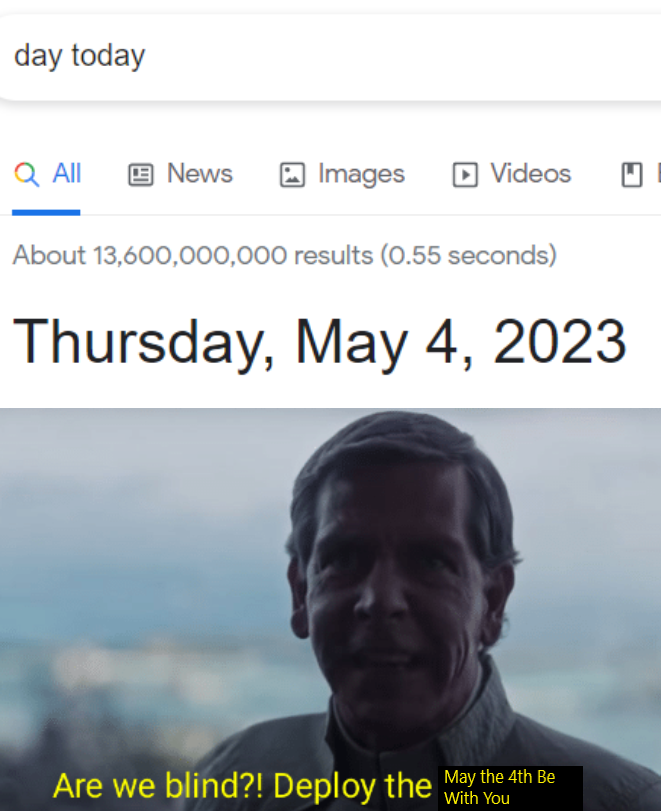 day today
All News Images Videos
About 13,600,000,000 results (0.55 seconds)
Thursday, May 4, 2023
Are we blind?! Deploy the May the 4th Be
With You